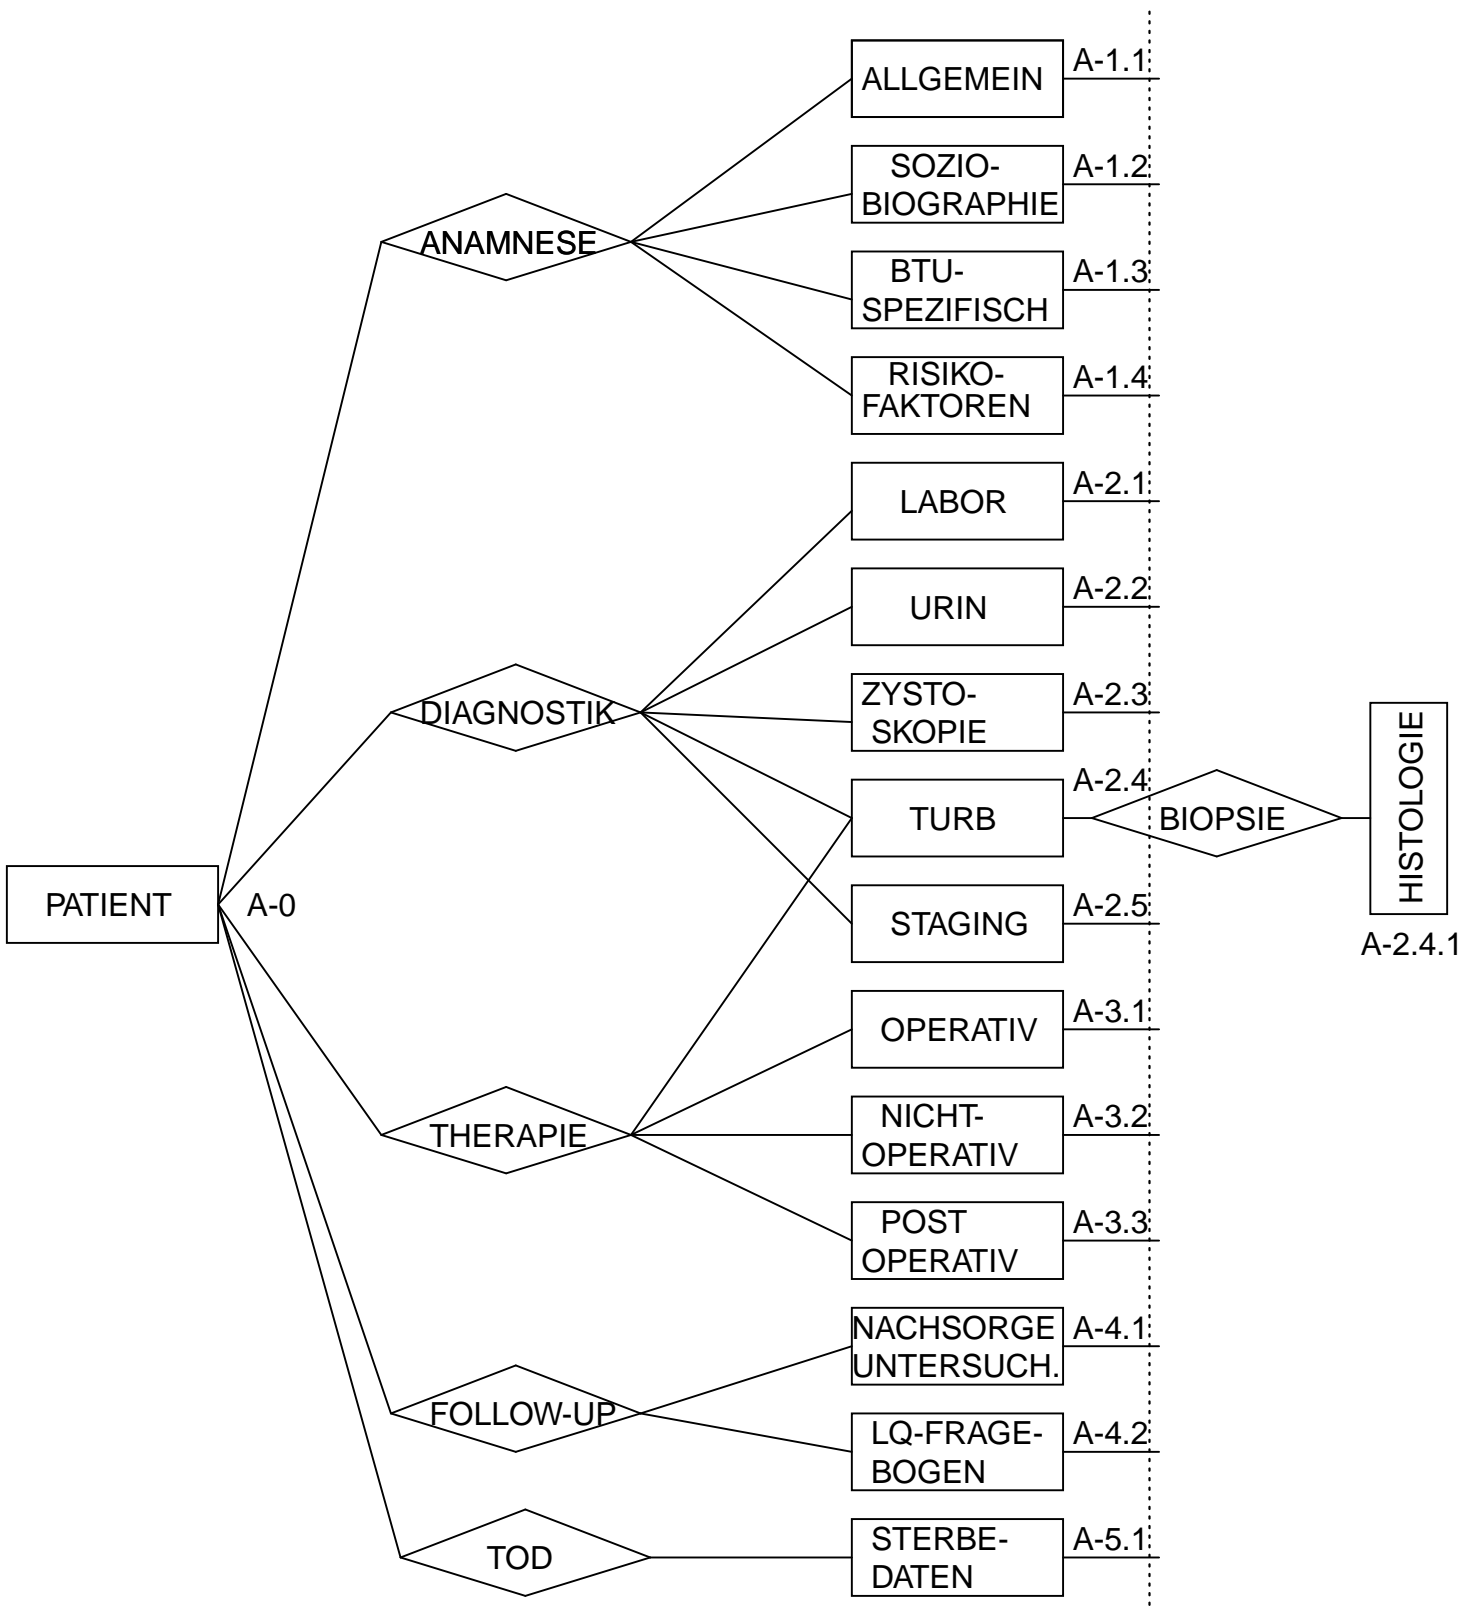 ALLGEMEIN
A-1.1
SOZIO-
BIOGRAPHIE
A-1.2
ANAMNESE
BTU-
SPEZIFISCH
A-1.3
RISIKO-
FAKTOREN
A-1.4
LABOR
A-2.1
URIN
A-2.2
DIAGNOSTIK
ZYSTO-
SKOPIE
A-2.3
TURB
A-2.4
BIOPSIE
HISTOLOGIE
A-2.4.1
PATIENT
A-0
STAGING
A-2.5
OPERATIV
A-3.1
THERAPIE
NICHT-
OPERATIV
A-3.2
POST
OPERATIV
A-3.3
NACHSORGE
UNTERSUCH.
A-4.1
FOLLOW-UP
LQ-FRAGE-
BOGEN
A-4.2
TOD
STERBE-
DATEN
A-5.1